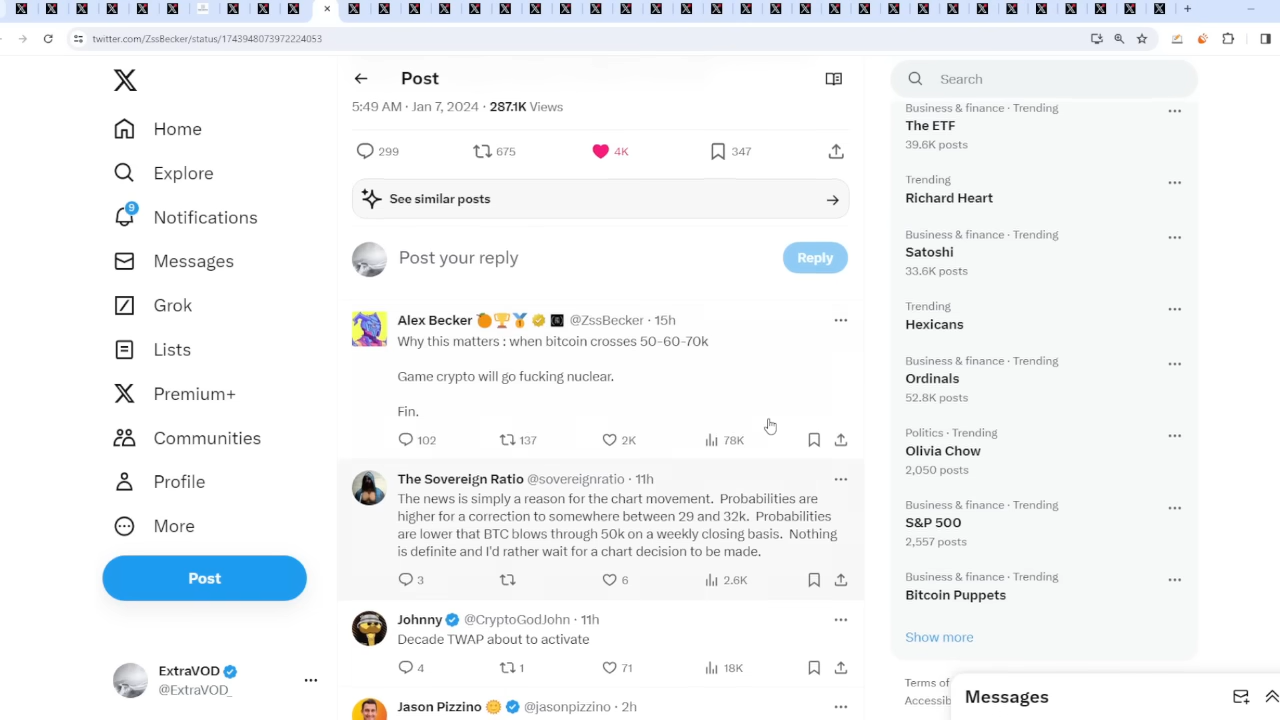 twitter.com/ZssBecker/status/1743948073972224053
Home
Explore
9
Notifications
Messages
Grok
Lists
Premium+
Communities
Profile
More
Post
ExtraVOD
@ExtraVOD_
Post
5:49 AM · Jan 7, 2024 · 287.1K Views
299 675 4K 347
See similar posts
Post your reply
Reply
Alex Becker @ZssBecker · 15h
Why this matters : when bitcoin crosses 50-60-70k
Game crypto will go fucking nuclear.
Fin.
102 137 2K 78K
The Sovereign Ratio @sovereignratio · 11h
The news is simply a reason for the chart movement. Probabilities are
higher for a correction to somewhere between 29 and 32k. Probabilities
are lower that BTC blows through 50k on a weekly closing basis. Nothing
is definite and I'd rather wait for a chart decision to be made.
3 6 2.6K
Johnny @CryptoGodJohn · 11h
Decade TWAP about to activate
4 1 71 18K
Jason Pizzino @jasonpizzino · 2h
Search
Business & finance · Trending
The ETF
39.6K posts
Trending
Richard Heart
Business & finance · Trending
Satoshi
33.6K posts
Trending
Hexicans
Business & finance · Trending
Ordinals
52.8K posts
Politics · Trending
Olivia Chow
2,050 posts
Business & finance · Trending
S&P 500
2,557 posts
Business & finance · Trending
Bitcoin Puppets
Show more
Terms of
Accessib
Messages